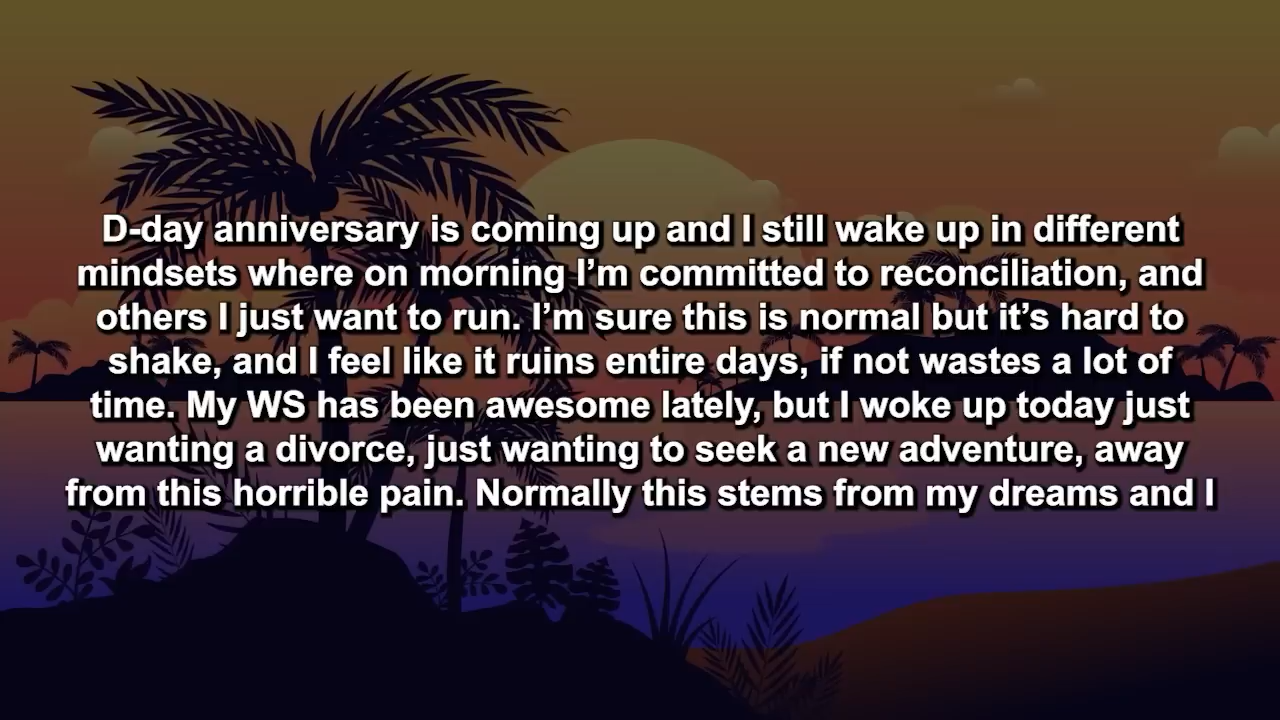 D-day anniversary is coming up and I still wake up in different
mindsets where on morning I’m committed to reconciliation, and
others I just want to run. I’m sure this is normal but it’s hard to
shake, and I feel like it ruins entire days, if not wastes a lot of
time. My WS has been awesome lately, but I woke up today just
wanting a divorce, just wanting to seek a new adventure, away
from this horrible pain. Normally this stems from my dreams and I